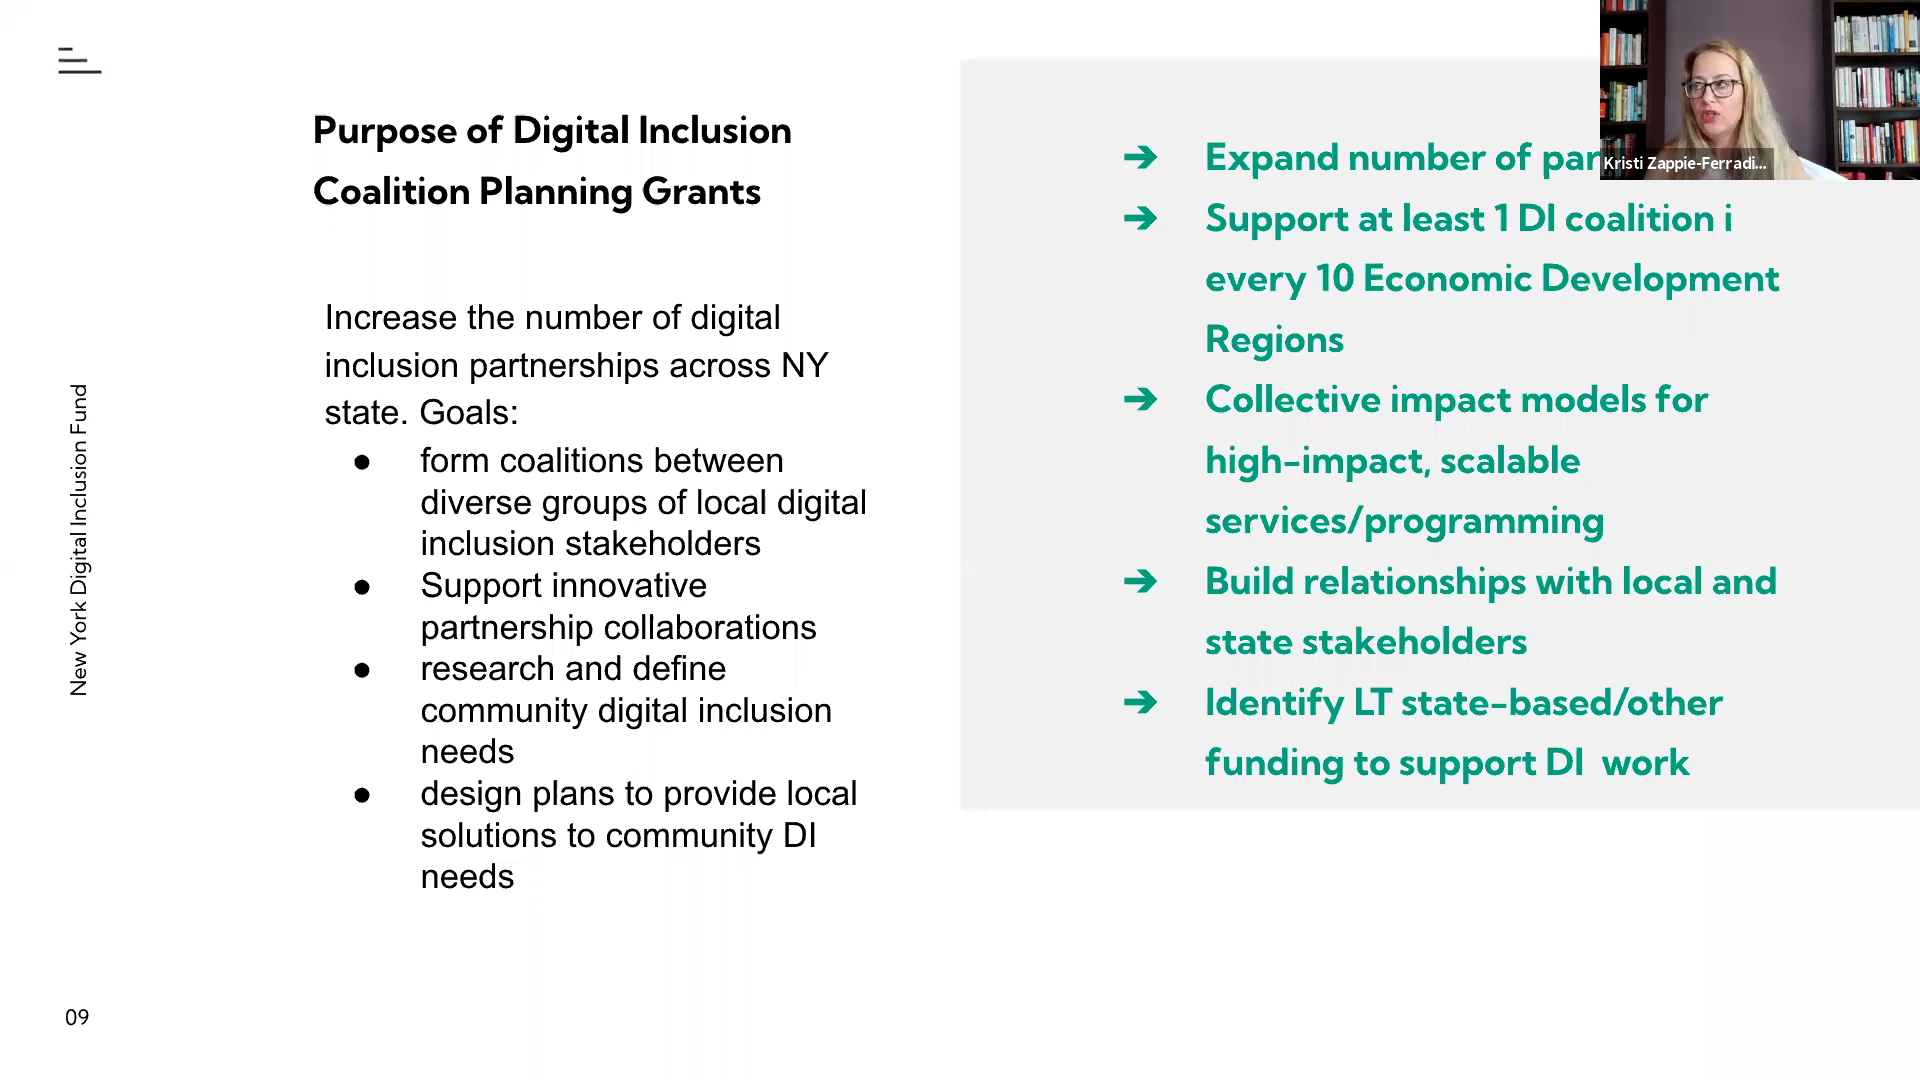 Purpose of Digital Inclusion
Coalition Planning Grants
Increase the number of digital
inclusion partnerships across NY
state. Goals:
● form coalitions between
diverse groups of local digital
inclusion stakeholders
● Support innovative
partnership collaborations
● research and define
community digital inclusion
needs
● design plans to provide local
solutions to community DI
needs
➔ Expand number of par
➔ Support at least 1 DI coalition i
every 10 Economic Development
Regions
➔ Collective impact models for
high-impact, scalable
services/programming
➔ Build relationships with local and
state stakeholders
➔ Identify LT state-based/other
funding to support DI work
Kristi Zappie-Ferradi...
New York Digital Inclusion Fund
09